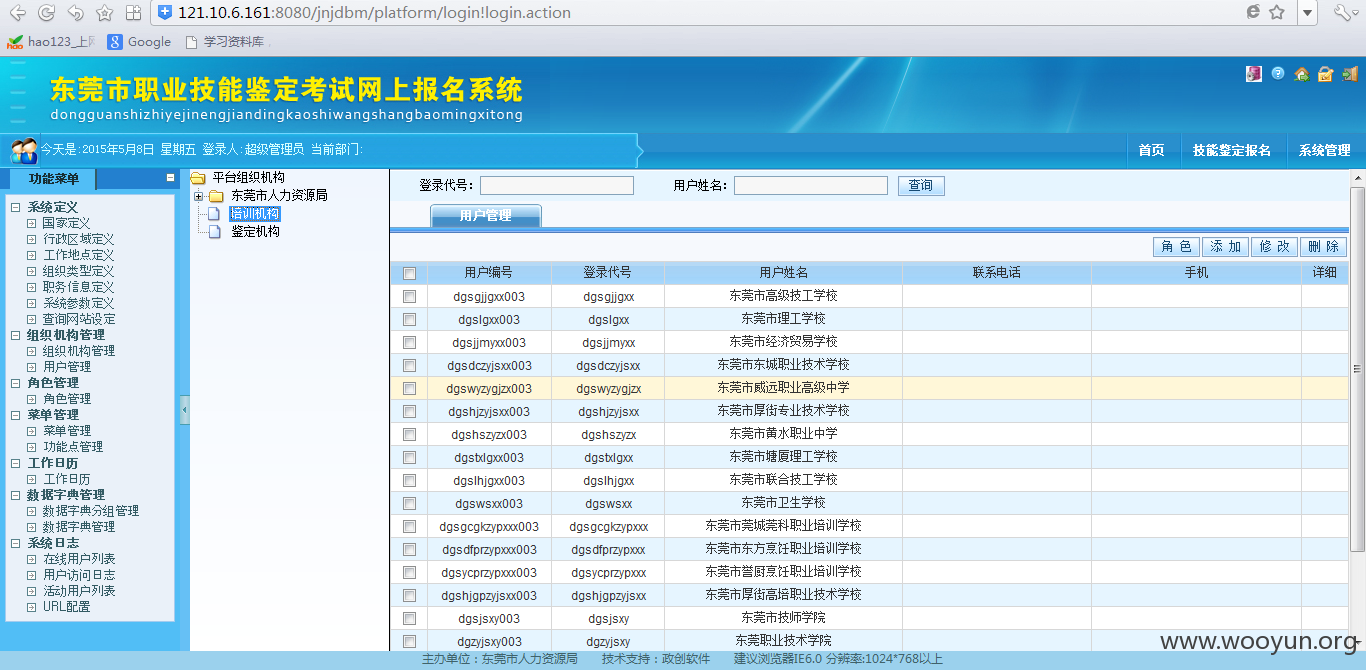 121.10.6.161:8080/jnjdbm/platform/login!login.action
hao123_上网
Google
学习资料库
东莞市职业技能鉴定考试网上报名系统
dongguanshizhiyejinengjiandingkaoshiwangshangbaomingxitong
今天是:2015年5月8日 星期五 登录人:超级管理员 当前部门:
首页 技能鉴定报名 系统管理
功能菜单
系统定义
国家定义
行政区域定义
工作地点定义
组织类型定义
职务信息定义
系统参数定义
查询网站设定
组织机构管理
组织机构管理
用户管理
角色管理
角色管理
菜单管理
菜单管理
功能点管理
工作日历
工作日历
数据字典管理
数据字典分组管理
数据字典管理
系统日志
在线用户列表
用户访问日志
活动用户列表
URL配置
平台组织机构
东莞市人力资源局
培训机构
鉴定机构
登录代号: 用户姓名: 查询
用户管理
角 色 添 加 修 改 删 除
用户编号 登录代号 用户姓名 联系电话 手机 详细
dgsgjjgxx003 dgsgjjgxx 东莞市高级技工学校
dgslgxx003 dgslgxx 东莞市理工学校
dgsjjmyxx003 dgsjjmyxx 东莞市经济贸易学校
dgsdczyjsxx003 dgsdczyjsxx 东莞市东城职业技术学校
dgswyzygjzx003 dgswyzygjzx 东莞市威远职业高级中学
dgshjzyjsxx003 dgshjzyjsxx 东莞市厚街专业技术学校
dgshszyzx003 dgshszyzx 东莞市黄水职业中学
dgstxlgxx003 dgstxlgxx 东莞市塘厦理工学校
dgslhjgxx003 dgslhjgxx 东莞市联合技工学校
dgswsxx003 dgswsxx 东莞市卫生学校
dgsgcgkzypxxx003 dgsgcgkzypxxx 东莞市莞城莞科职业培训学校
dgsdfprzypxxx003 dgsdfprzypxxx 东莞市东方烹饪职业培训学校
dgsycprzypxxx003 dgsycprzypxxx 东莞市誉厨烹饪职业培训学校
dgshjgpzyjsxx003 dgshjgpzyjsxx 东莞市厚街高培职业技术学校
dgsjsxy003 dgsjsxy 东莞市技师学院
dgzyjsxy003 dgzyjsxy 东莞职业技术学院
主办单位：东莞市人力资源局 技术支持：政创软件 建议浏览器IE6.0 分辨率:1024*768以上
www.wooyun.org